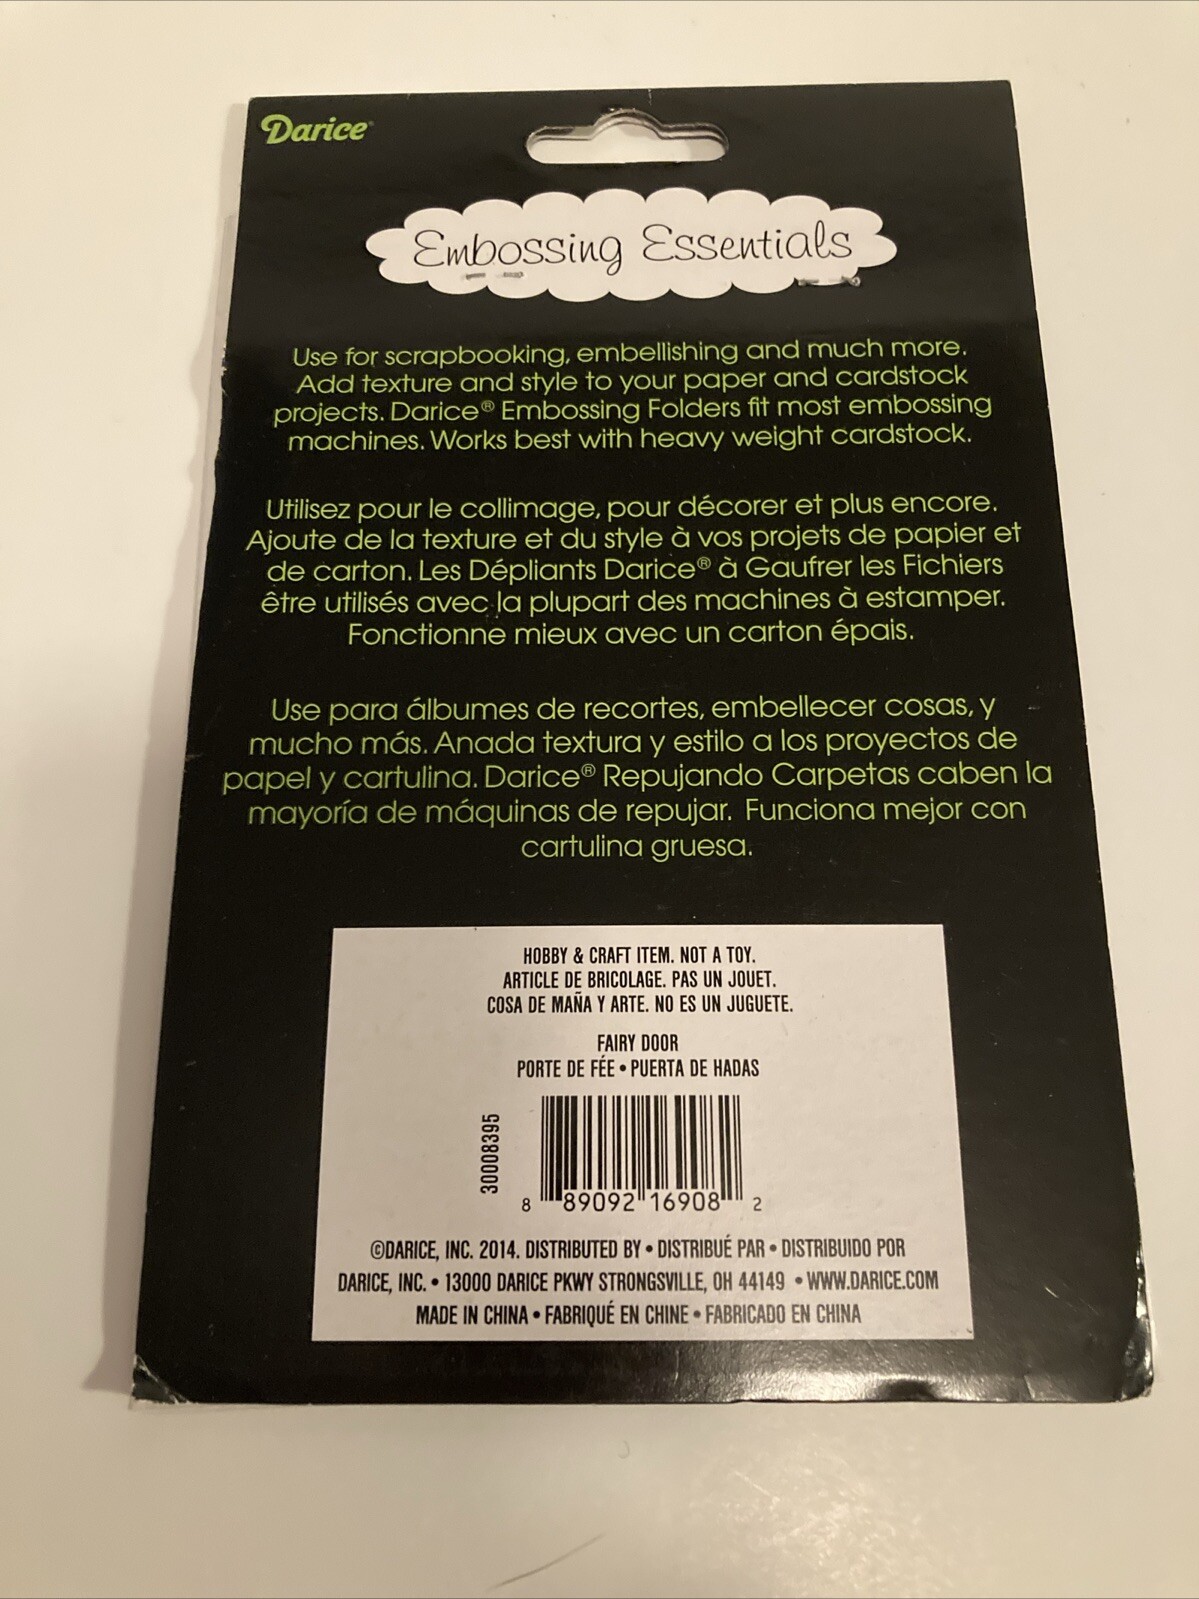 Darice®
Embossing Essentials
Use for scrapbooking, embellishing and much more.
Add texture and style to your paper and cardstock
projects. Darice® Embossing Folders fit most embossing
machines. Works best with heavy weight cardstock.
Utilisez pour le collimage, pour décorer et plus encore.
Ajoute de la texture et du style à vos projets de papier et
de carton. Les Dépliants Darice® à Gaufrer les Fichiers
être utilisés avec la plupart des machines à estamper.
Fonctionne mieux avec un carton épais.
Use para álbumes de recortes, embellecer cosas, y
mucho más. Anada textura y estilo a los proyectos de
papel y cartulina. Darice® Repujando Carpetas caben la
mayoría de máquinas de repujar. Funciona mejor con
cartulina gruesa.
HOBBY & CRAFT ITEM. NOT A TOY.
ARTICLE DE BRICOLAGE. PAS UN JOUET.
COSA DE MAÑA Y ARTE. NO ES UN JUGUETE.
FAIRY DOOR
PORTE DE FÉE • PUERTA DE HADAS
30008395
8 89092 16908 2
©DARICE, INC. 2014. DISTRIBUTED BY • DISTRIBUÉ PAR • DISTRIBUIDO POR
DARICE, INC. • 13000 DARICE PKWY STRONGSVILLE, OH 44149 • WWW.DARICE.COM
MADE IN CHINA • FABRIQUÉ EN CHINE • FABRICADO EN CHINA